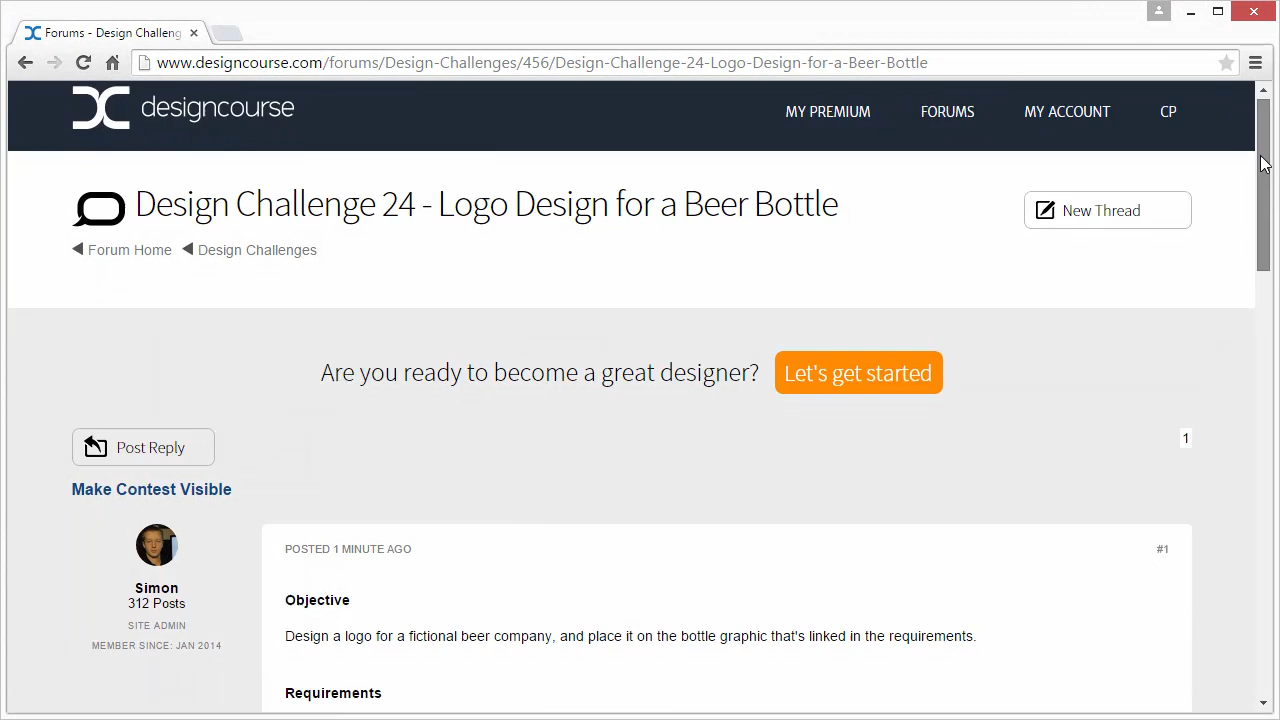 Forums - Design Challeng
www.designcourse.com/forums/Design-Challenges/456/Design-Challenge-24-Logo-Design-for-a-Beer-Bottle
designcourse
MY PREMIUM FORUMS MY ACCOUNT CP
Design Challenge 24 - Logo Design for a Beer Bottle
New Thread
Forum Home Design Challenges
Are you ready to become a great designer? Let's get started
Post Reply
1
Make Contest Visible
POSTED 1 MINUTE AGO #1
Simon
312 Posts
SITE ADMIN
MEMBER SINCE: JAN 2014
Objective
Design a logo for a fictional beer company, and place it on the bottle graphic that's linked in the requirements.
Requirements